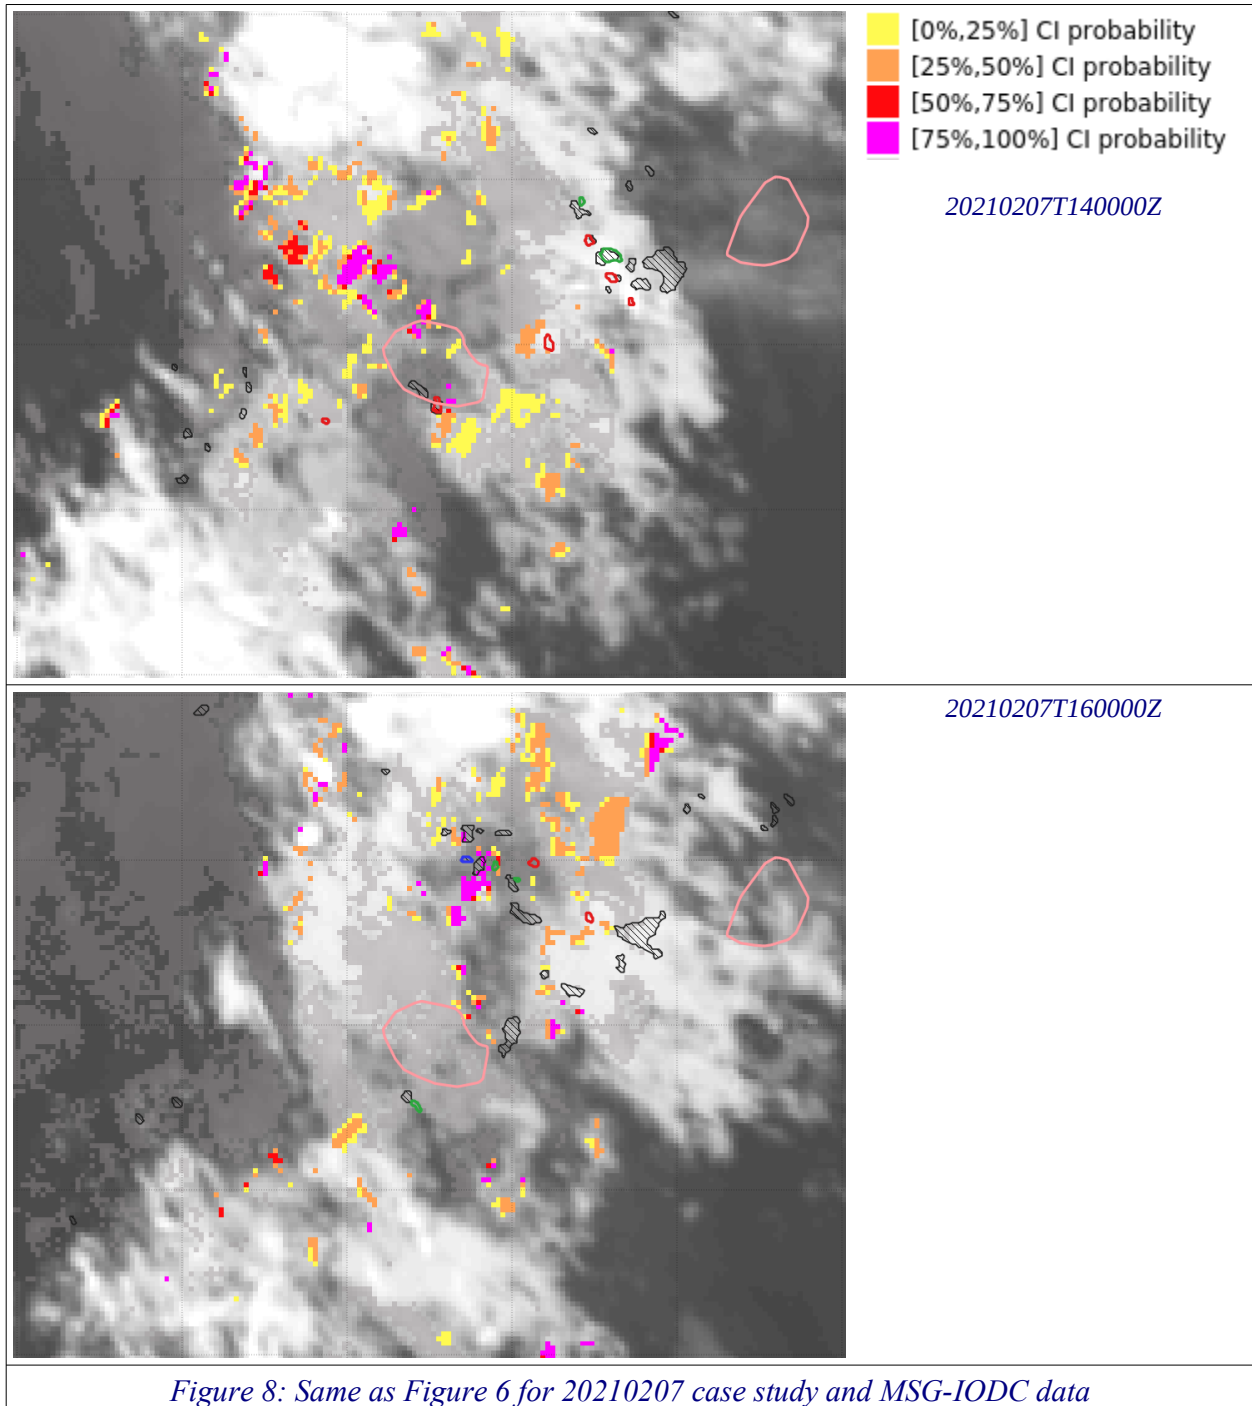 [0%,25%] CI probability
[25%,50%] CI probability
[50%,75%] CI probability
[75%,100%] CI probability
20210207T140000Z
20210207T160000Z
Figure 8: Same as Figure 6 for 20210207 case study and MSG-IODC data